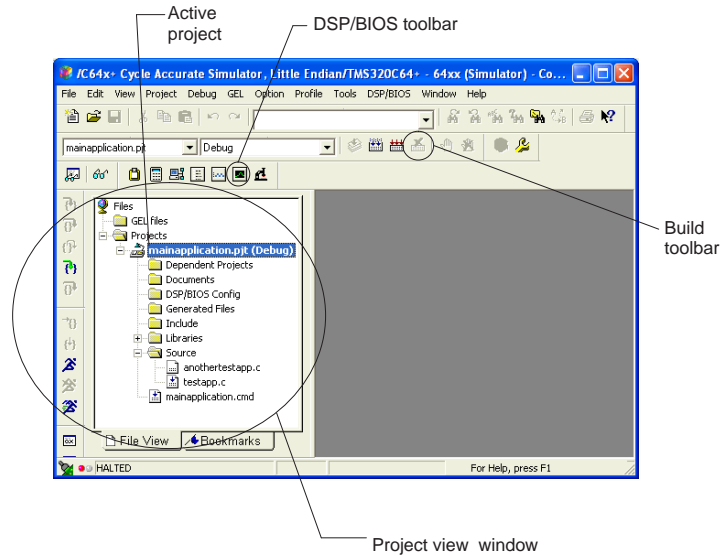 Active
project
DSP/BIOS toolbar
/C64x+ Cycle Accurate Simulator, Little Endian/TMS320C64+ - 64xx (Simulator) - Co...
File Edit View Project Debug GEL Option Profile Tools DSP/BIOS Window Help
mainapplication.pjt Debug
Files
GEL files
Projects
mainapplication.pjt (Debug)
Dependent Projects
Documents
DSP/BIOS Config
Generated Files
Include
Libraries
Source
anothertestapp.c
testapp.c
mainapplication.cmd
Build
toolbar
File View Bookmarks
HALTED For Help, press F1
Project view window